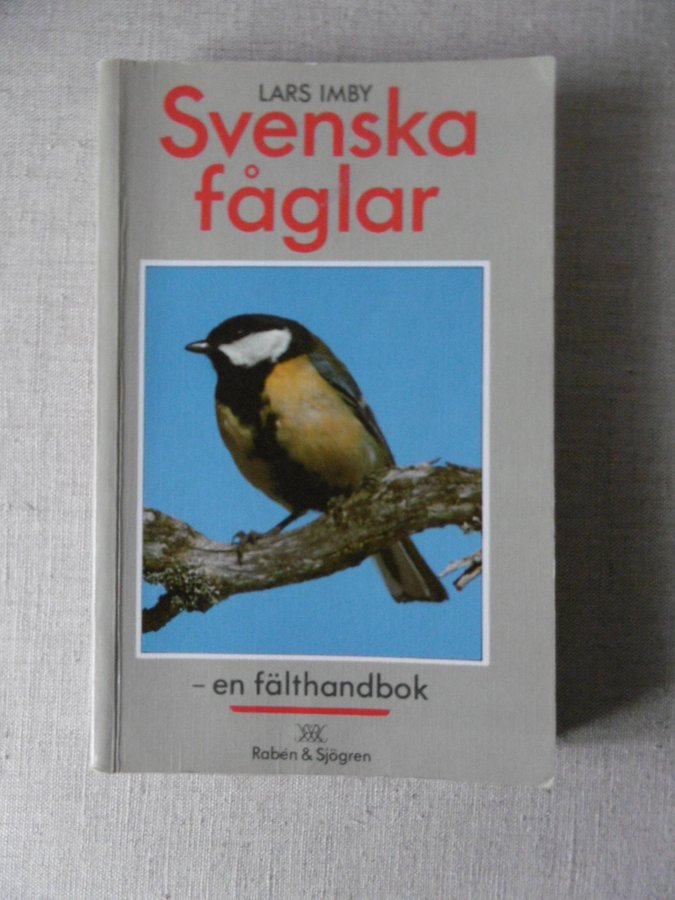 LARS IMBY
Svenska
fåglar
– en fälthandbok
Rabén & Sjögren